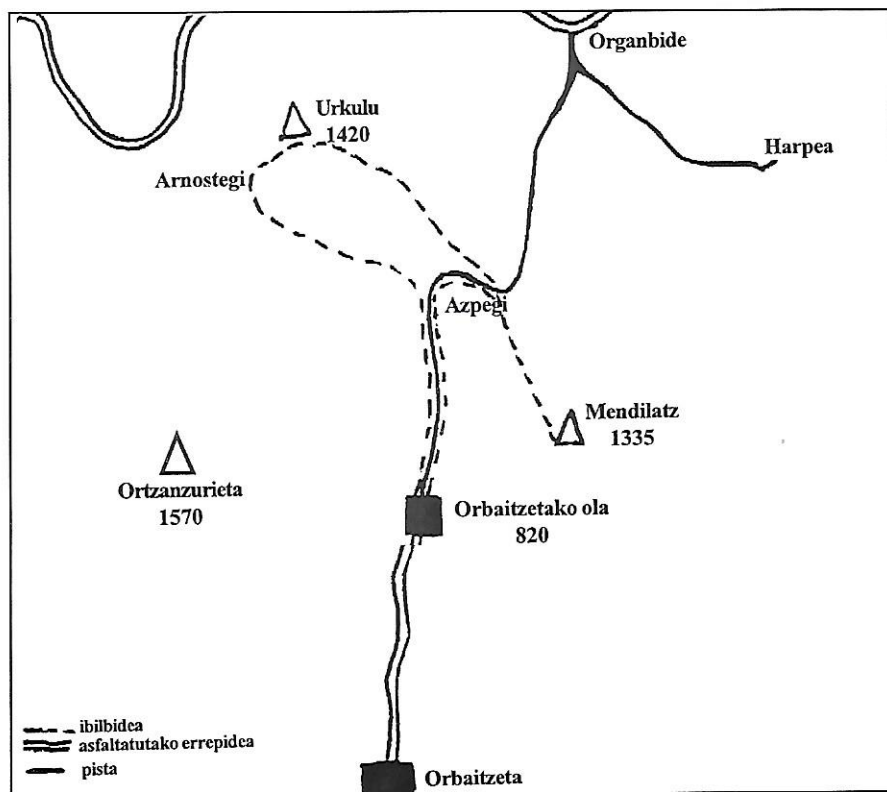 Organbide
Urkulu
1420
Harpea
Arnostegi
Azpegi
Mendilatz
1335
Ortzanzurieta
1570
Orbaitzetako ola
820
ibilbidea
asfaltatutako errepidea
pista
Orbaitzeta